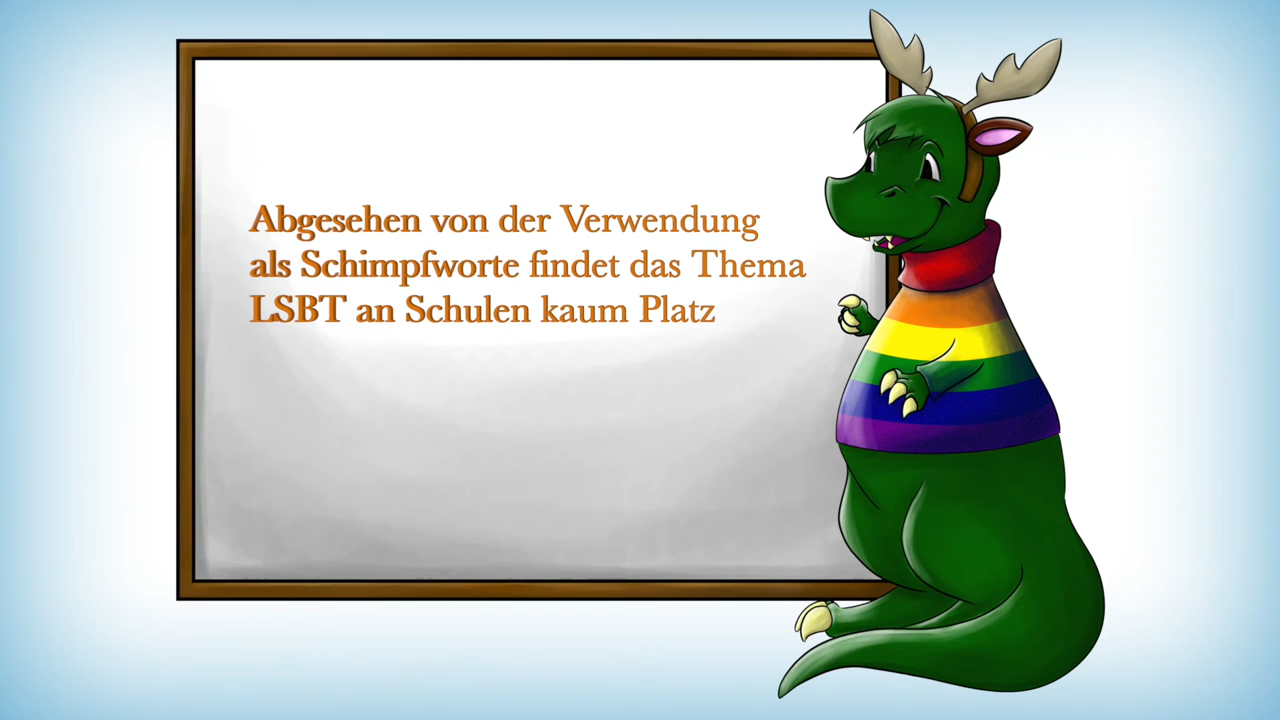 Abgesehen von der Verwendung
als Schimpfworte findet das Thema
LSBT an Schulen kaum Platz